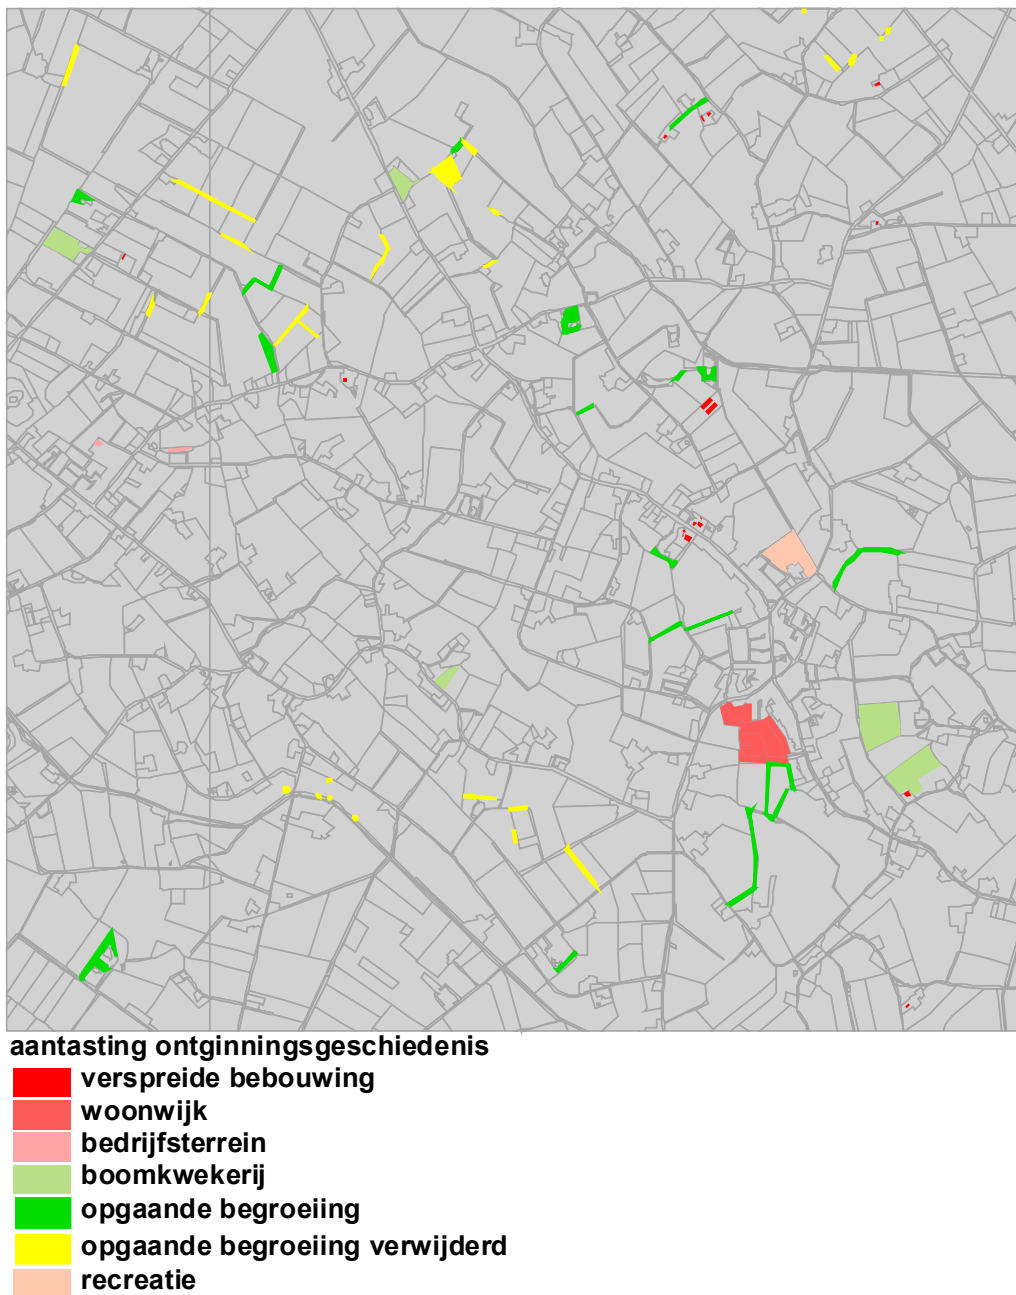 aantasting ontginningsgeschiedenis
verspreide bebouwing
woonwijk
bedrijfsterrein
boomkwekerij
opgaande begroeiing
opgaande begroeiing verwijderd
recreatie